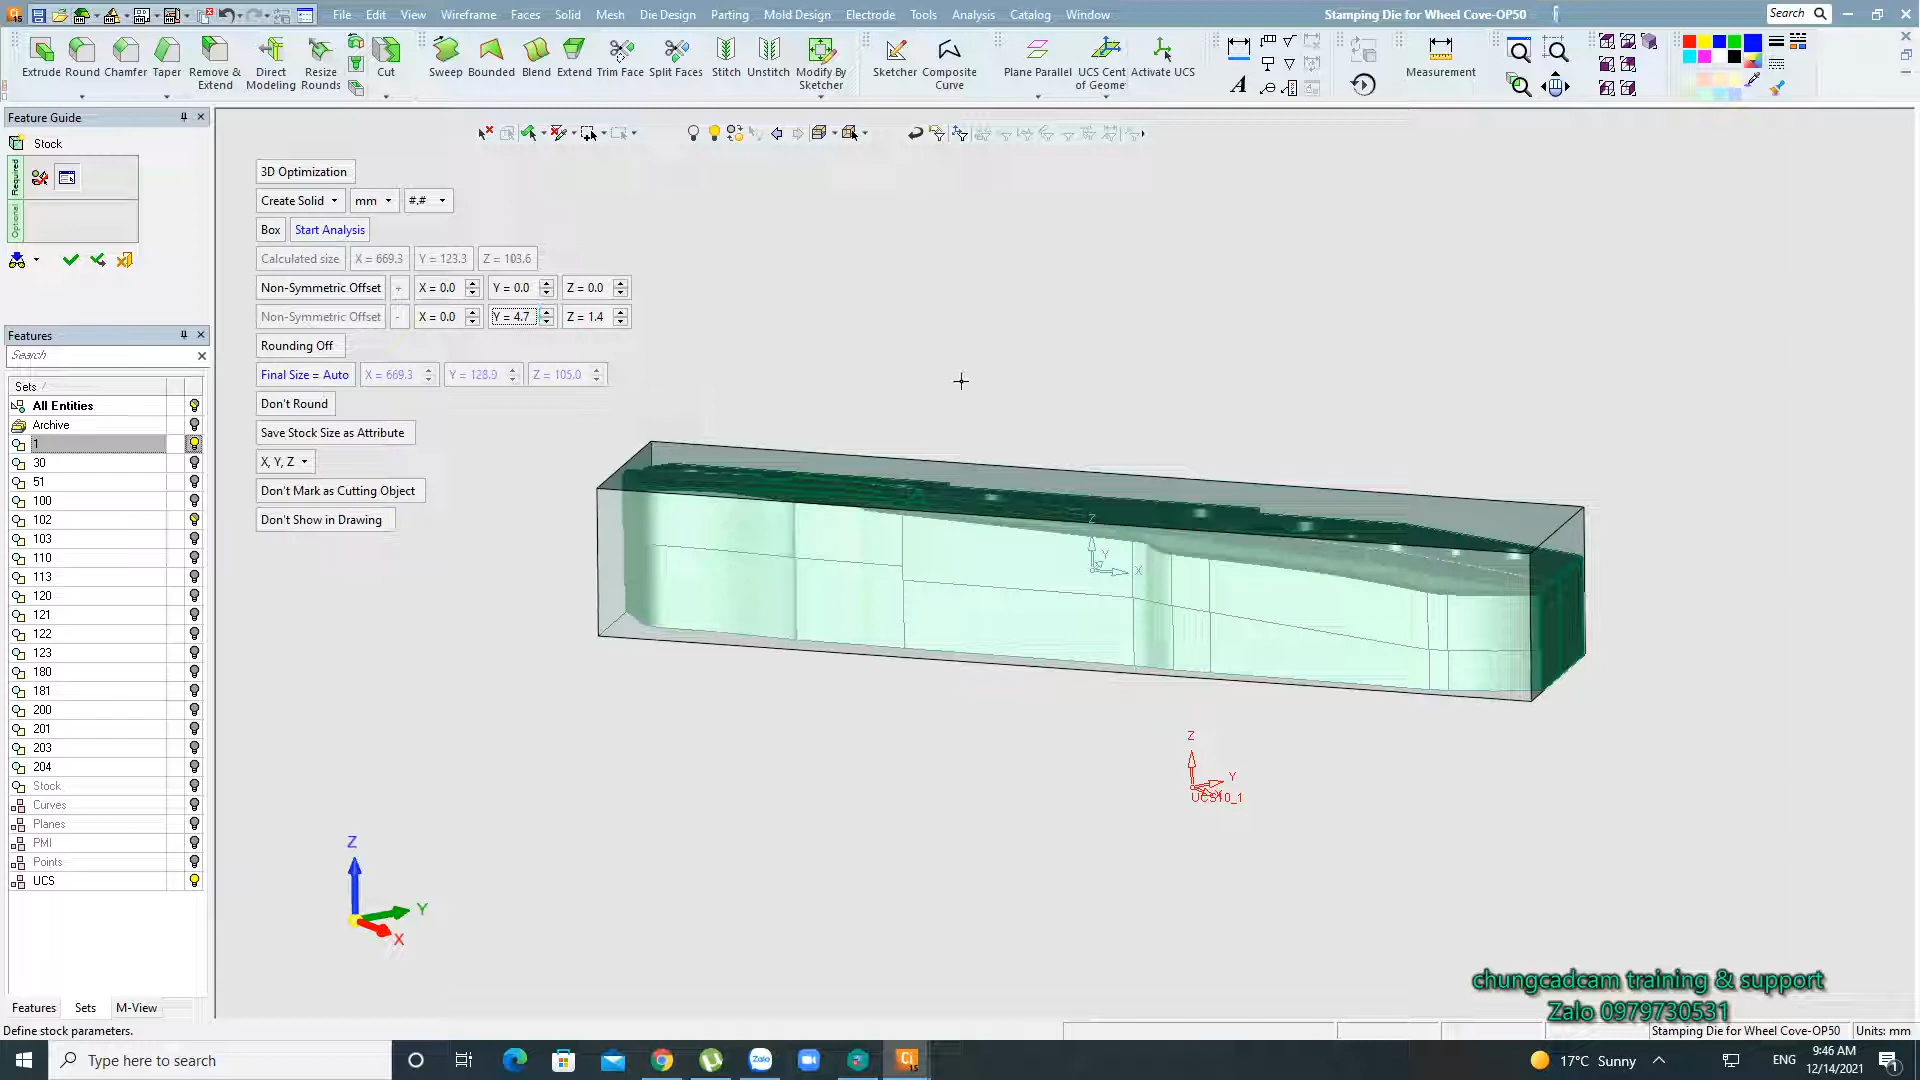 File Edit View Wireframe Faces Solid Mesh Die Design Parting Mold Design Electrode Tools Analysis Catalog Window
Stamping Die for Wheel Cove-OP50
Search
Extrude Round Chamfer Taper Remove & Extend Direct Modeling Resize Rounds Cut Sweep Bounded Blend Extend Trim Face Split Faces Stitch Unstitch Modify By Sketcher Sketcher Composite Curve Plane Parallel UCS Cent of Geome Activate UCS Measurement
Feature Guide
Stock
Required
Optional
3D Optimization
Create Solid mm #.#
Box Start Analysis
Calculated size X = 669.3 Y = 123.3 Z = 103.6
Non-Symmetric Offset + X = 0.0 Y = 0.0 Z = 0.0
Non-Symmetric Offset - X = 0.0 Y = 4.7 Z = 1.4
Rounding Off
Final Size = Auto X = 669.3 Y = 128.9 Z = 105.0
Don't Round
Save Stock Size as Attribute
X, Y, Z
Don't Mark as Cutting Object
Don't Show in Drawing
Features
Search
Sets
All Entities
Archive
1
30
51
100
102
103
110
113
120
121
122
123
180
181
200
201
203
204
Stock
Curves
Planes
PMI
Points
UCS
Z
Y
X
Z
Y
UCS10_1
Z
Y
X
chungcadcam training & support
Zalo 0979730531
Features Sets M-View
Define stock parameters.
Stamping Die for Wheel Cove-OP50 Units: mm
Type here to search
17°C Sunny
ENG
9:46 AM
12/14/2021